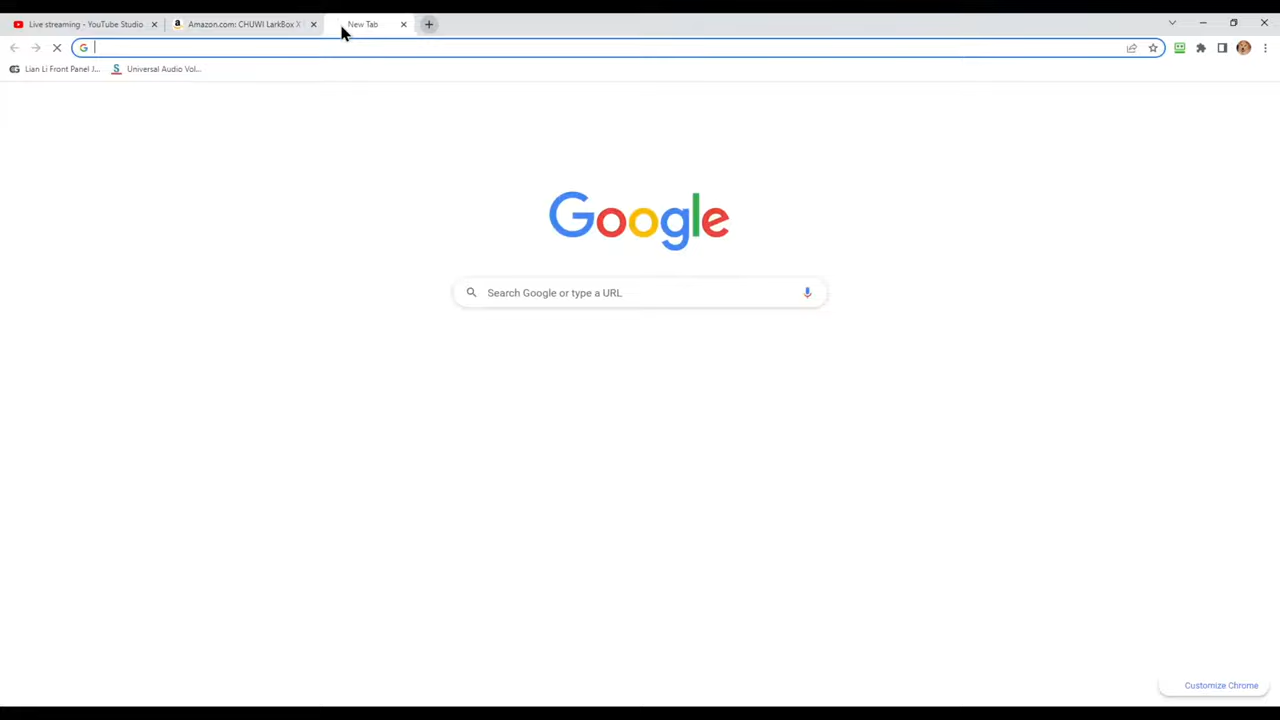 Live streaming - YouTube Studio
Amazon.com: CHUWI LarkBox X
New Tab
Lian Li Front Panel J...
Universal Audio Vol...
Google
Search Google or type a URL
Customize Chrome